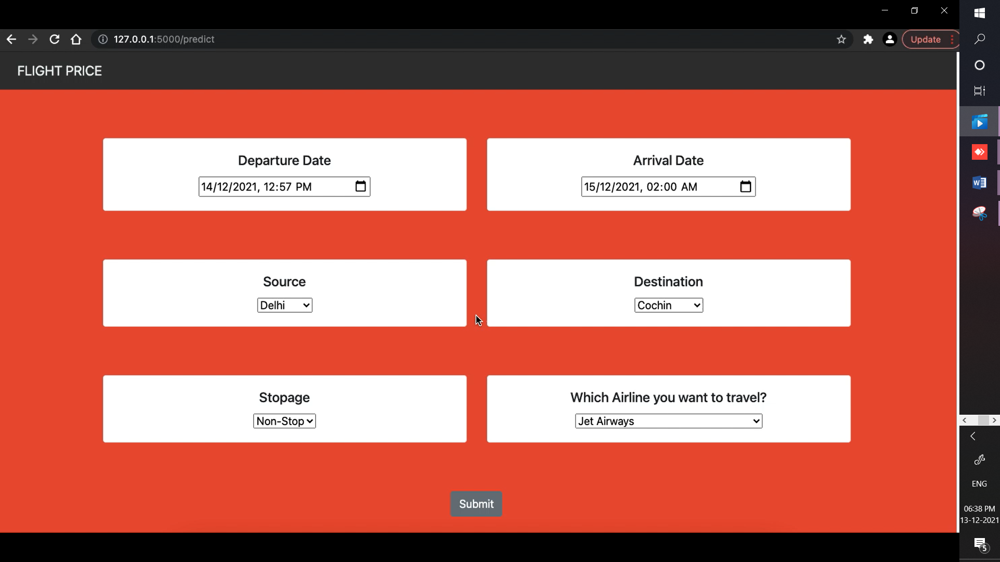 127.0.0.1:5000/predict
Update
FLIGHT PRICE
Departure Date
14/12/2021, 12:57 PM
Arrival Date
15/12/2021, 02:00 AM
Source
Delhi
Destination
Cochin
Stopage
Non-Stop
Which Airline you want to travel?
Jet Airways
Submit
W
ENG
06:38 PM
13-12-2021
5